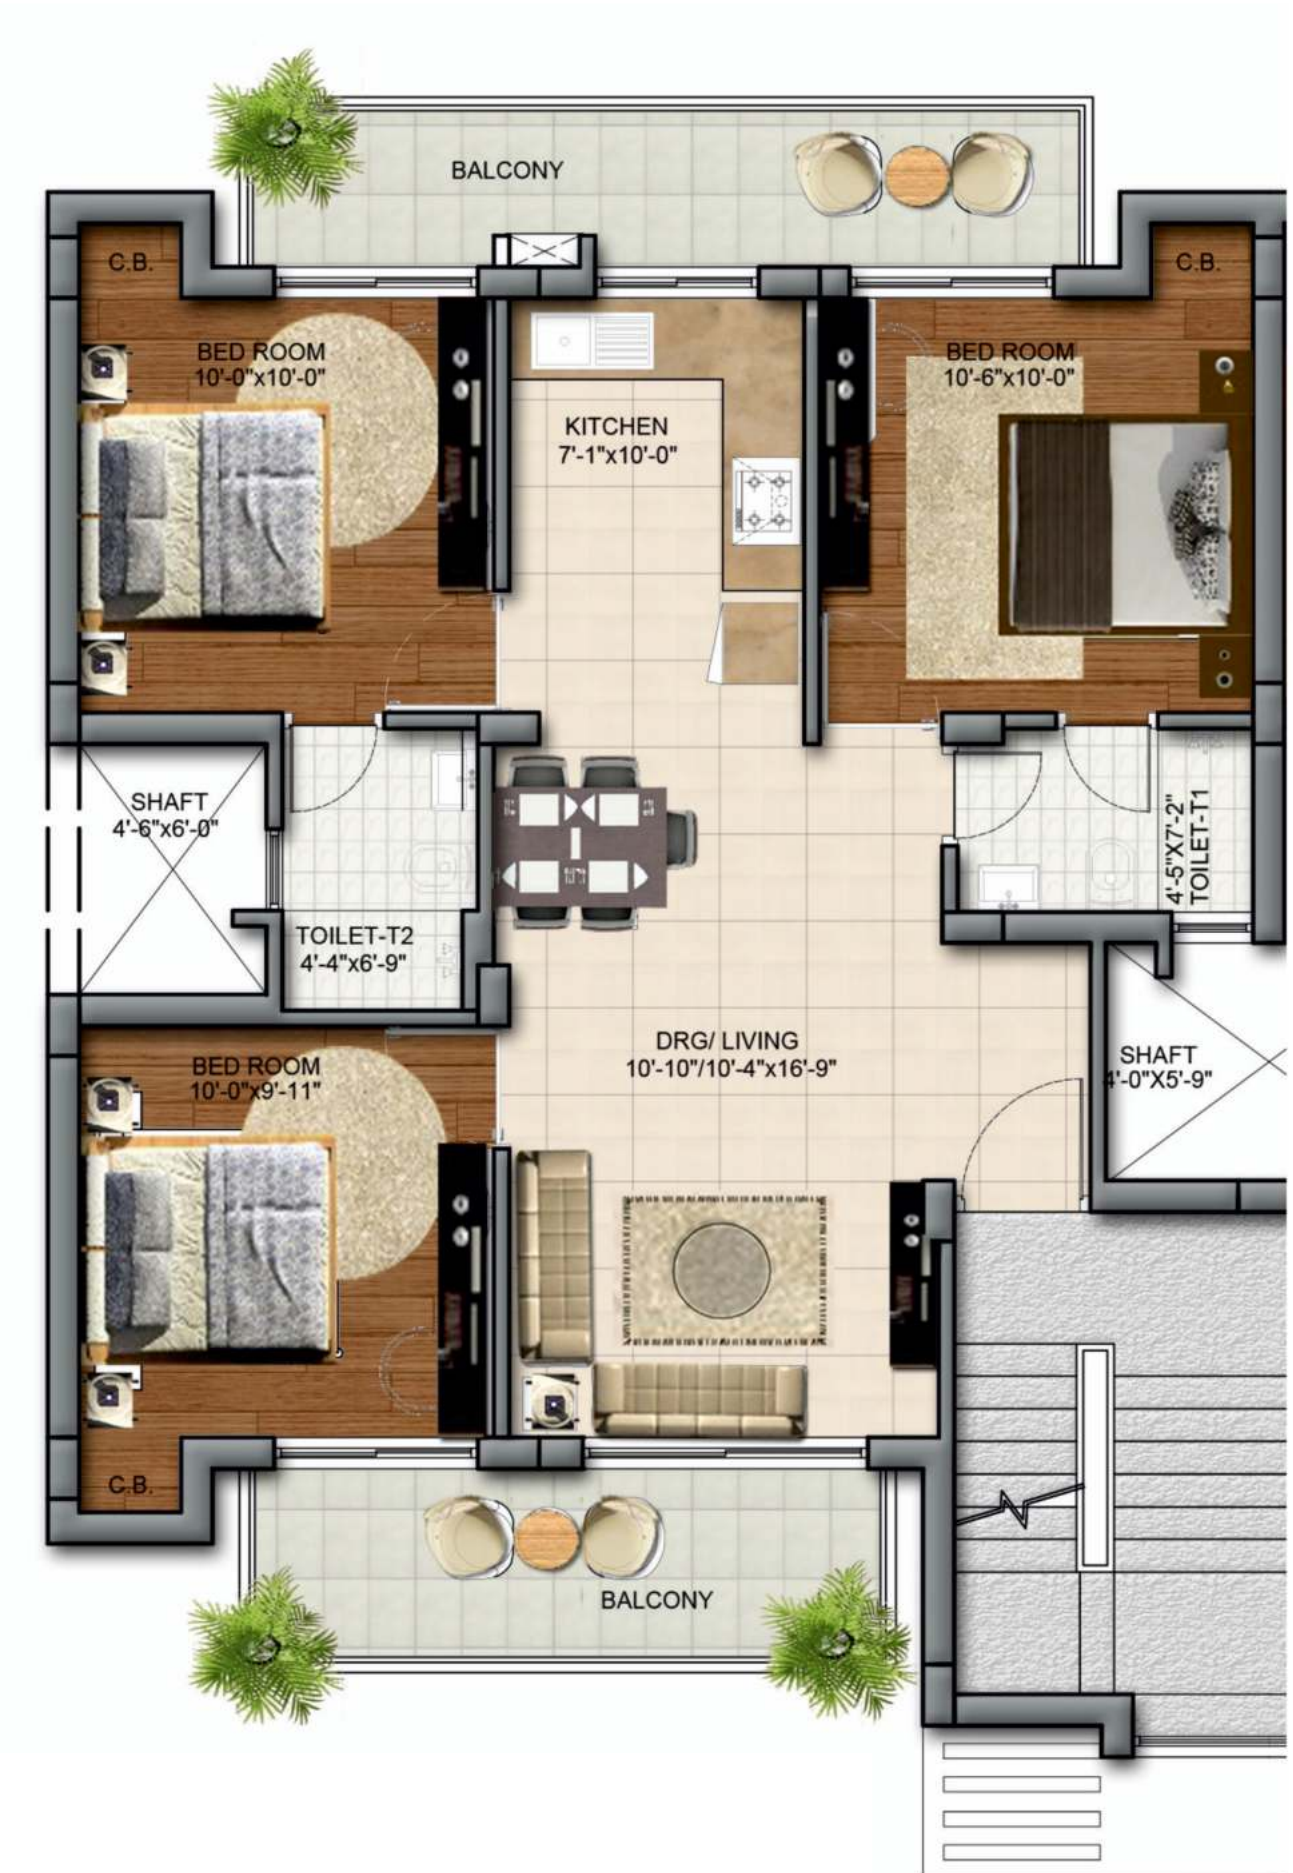 BALCONY
C.B.
C.B.
BED ROOM
10'-0"x10'-0"
BED ROOM
10'-6"x10'-0"
KITCHEN
7'-1"x10'-0"
SHAFT
4'-6"x6'-0"
4'-5"X7'-2"
TOILET-T1
TOILET-T2
4'-4"x6'-9"
DRG/ LIVING
10'-10"/10'-4"x16'-9"
SHAFT
4'-0"X5'-9"
BED ROOM
10'-0"x9'-11"
C.B.
BALCONY